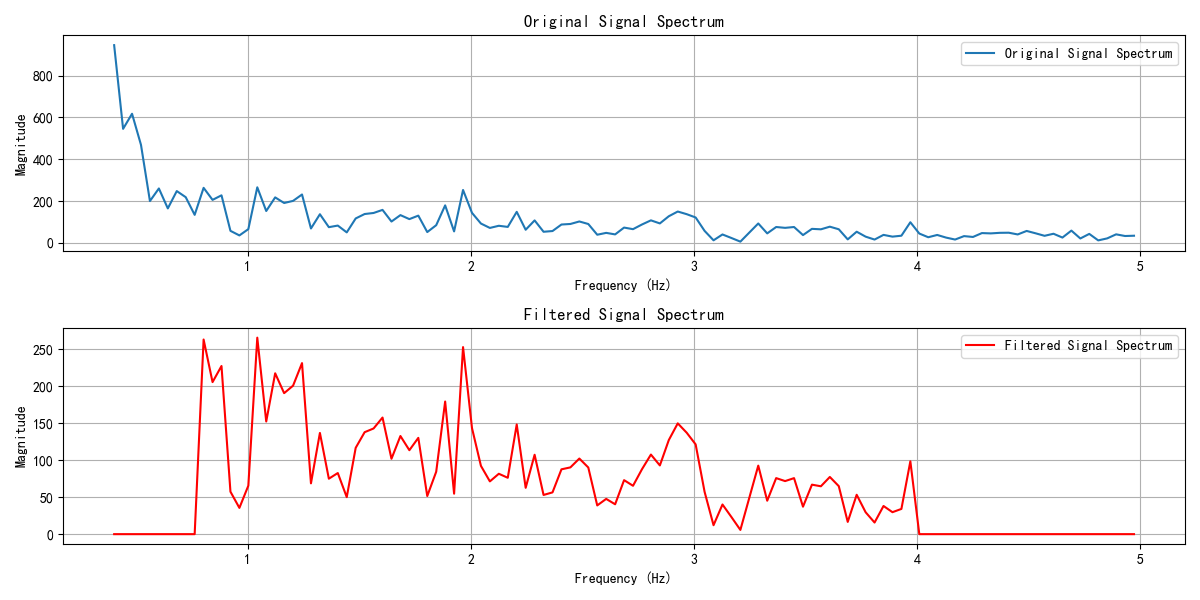 Original Signal Spectrum
Original Signal Spectrum
800
600
400
200
0
Magnitude
1 2 3 4 5
Frequency (Hz)
Filtered Signal Spectrum
Filtered Signal Spectrum
250
200
150
100
50
0
Magnitude
1 2 3 4 5
Frequency (Hz)